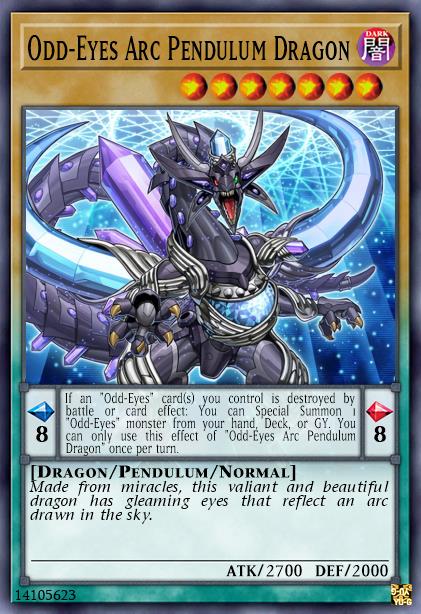 Odd-Eyes Arc Pendulum Dragon
DARK
闇
If an "Odd-Eyes" card(s) you control is destroyed by
battle or card effect: You can Special Summon 1
"Odd-Eyes" monster from your hand, Deck, or GY. You
can only use this effect of "Odd-Eyes Arc Pendulum
Dragon" once per turn.
8
8
[Dragon/Pendulum/Normal]
Made from miracles, this valiant and beautiful
dragon has gleaming eyes that reflect an arc
drawn in the sky.
ATK/2700 DEF/2000
14105623